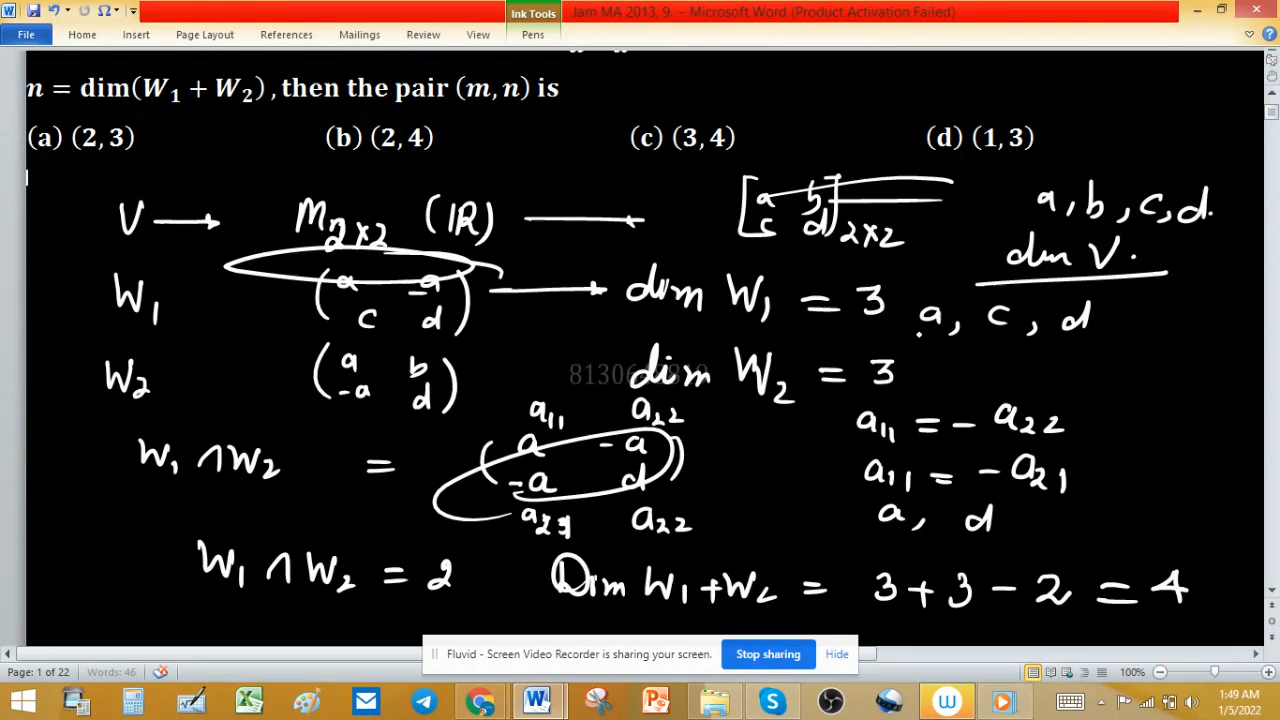 Ink Tools
Jam MA 2013, 9. - Microsoft Word (Product Activation Failed)
File Home Insert Page Layout References Mailings Review View Pens
n = dim(W₁ + W₂), then the pair (m, n) is
(a) (2, 3) (b) (2, 4) (c) (3, 4) (d) (1, 3)
V → M₂ₓ₂ (IR) → [a b
c d]₂ₓ₂ a, b, c, d.
dim V.
W₁ (a -a
c d) → dim W₁ = 3 a, c, d
W₂ (a b
-a d) dim W₂ = 3
a₁₁ a₂₂ a₁₁ = - a₂₂
W₁ ∩ W₂ = (a -a
-a d) a₁₁ = - a₂₁
a₂₂ a, d
W₁ ∩ W₂ = 2 Dim W₁+W₂ = 3 + 3 - 2 = 4
Fluvid - Screen Video Recorder is sharing your screen. Stop sharing Hide
Page: 1 of 22 Words: 46 100%
1:49 AM
1/5/2022